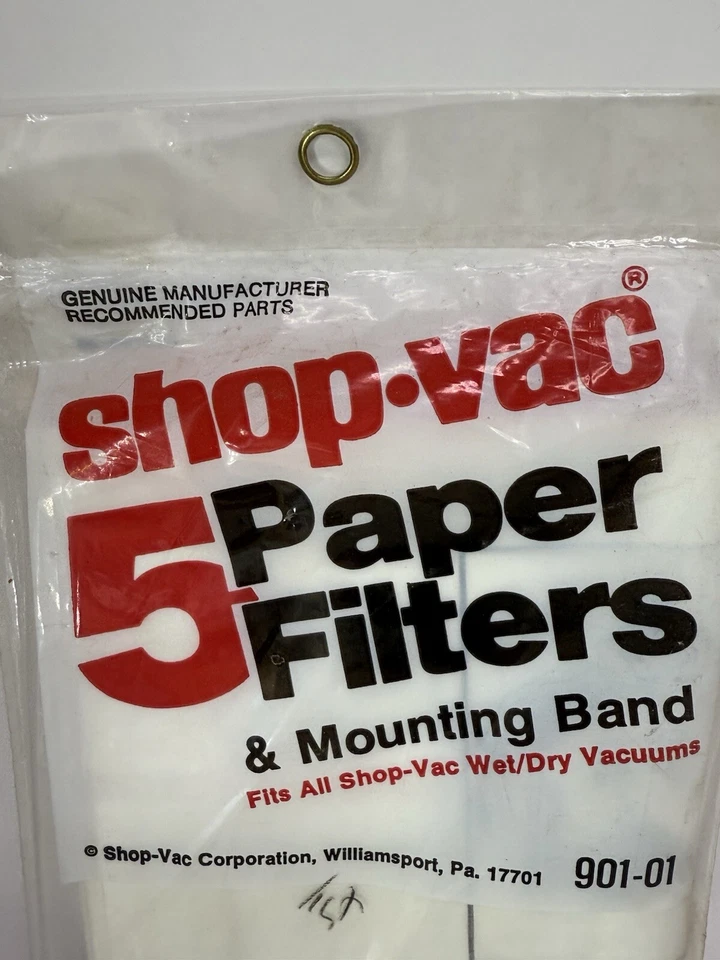 GENUINE MANUFACTURER
RECOMMENDED PARTS
shop•vac®
5 Paper
Filters
& Mounting Band
Fits All Shop-Vac Wet/Dry Vacuums
© Shop-Vac Corporation, Williamsport, Pa. 17701 901-01